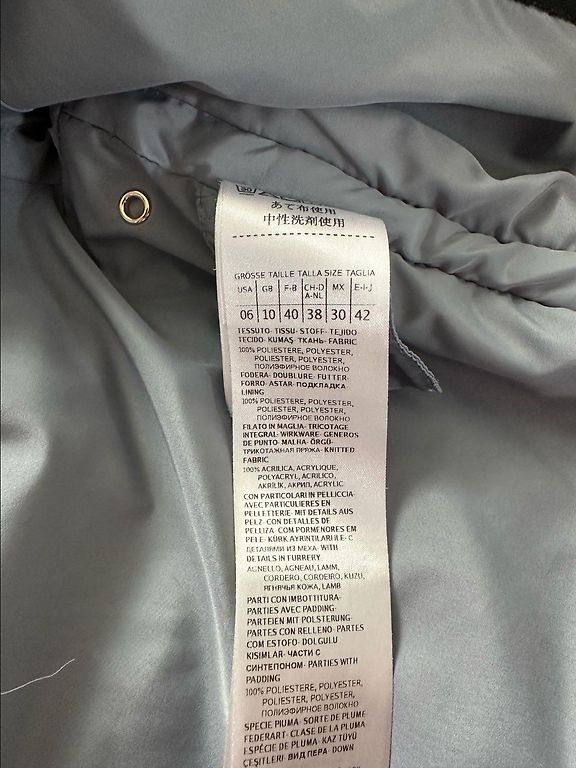 30
あて布使用
中性洗剤使用
GRÖSSE TAILLE TALLA SIZE TAGLIA
USA GB F-B CH-D A-NL MX E-I-J
06 10 40 38 30 42
TESSUTO- TISSU- STOFF- TEJIDO
TECIDO- KUMAŞ- ТКАНЬ- FABRIC
100% POLIESTERE, POLYESTER,
POLIESTER, POLYESTER,
ПОЛИЭФИРНОЕ ВОЛОКНО
FODERA- DOUBLURE- FUTTER-
FORRO- ASTAR- ПОДКЛАДКА-
LINING
100% POLIESTERE, POLYESTER,
POLIESTER, POLYESTER,
ПОЛИЭФИРНОЕ ВОЛОКНО
FILATO IN MAGLIA- TRICOTAGE
INTEGRAL- WIRKWARE- GENEROS
DE PUNTO- MALHA- ÖRGÜ-
ТРИКОТАЖНАЯ ПРЯЖА- KNITTED
FABRIC
100% ACRILICA, ACRYLIQUE,
POLYACRYL, ACRILICO,
AKRİLİK, АКРИЛ, ACRYLIC
CON PARTICOLARI IN PELLICCIA-
AVEC PARTICULIERES EN
PELLETTERIE- MIT DETAILS AUS
PELZ- CON DETALLES DE
PELLIZA- COM PORMENORES EM
PELE- KÜRK AYRINTILARI ILE- С
ДЕТАЛЯМИ ИЗ МЕХА- WITH
DETAILS IN FURRERY
AGNELLO, AGNEAU, LAMM,
CORDERO, CORDEIRO, KUZU,
ЯГНЯЧЬЯ КОЖА, LAMB
PARTI CON IMBOTTITURA-
PARTIES AVEC PADDING-
PARTEIEN MIT POLSTERUNG-
PARTES CON RELLENO- PARTES
COM ESTOFO- DOLGULU
KISIMLAR- ЧАСТИ С
СИНТЕПОНОМ- PARTIES WITH
PADDING
100% POLIESTERE, POLYESTER,
POLIESTER, POLYESTER,
ПОЛИЭФИРНОЕ ВОЛОКНО
SPECIE PIUMA- SORTE DE PLUME-
FEDERART- CLASE DE LA PLUMA-
ESPÉCIE DE PLUMA- KAZ TÜYÜ
ÇEŞITLERI- ВИД ПЕРА- DOWN